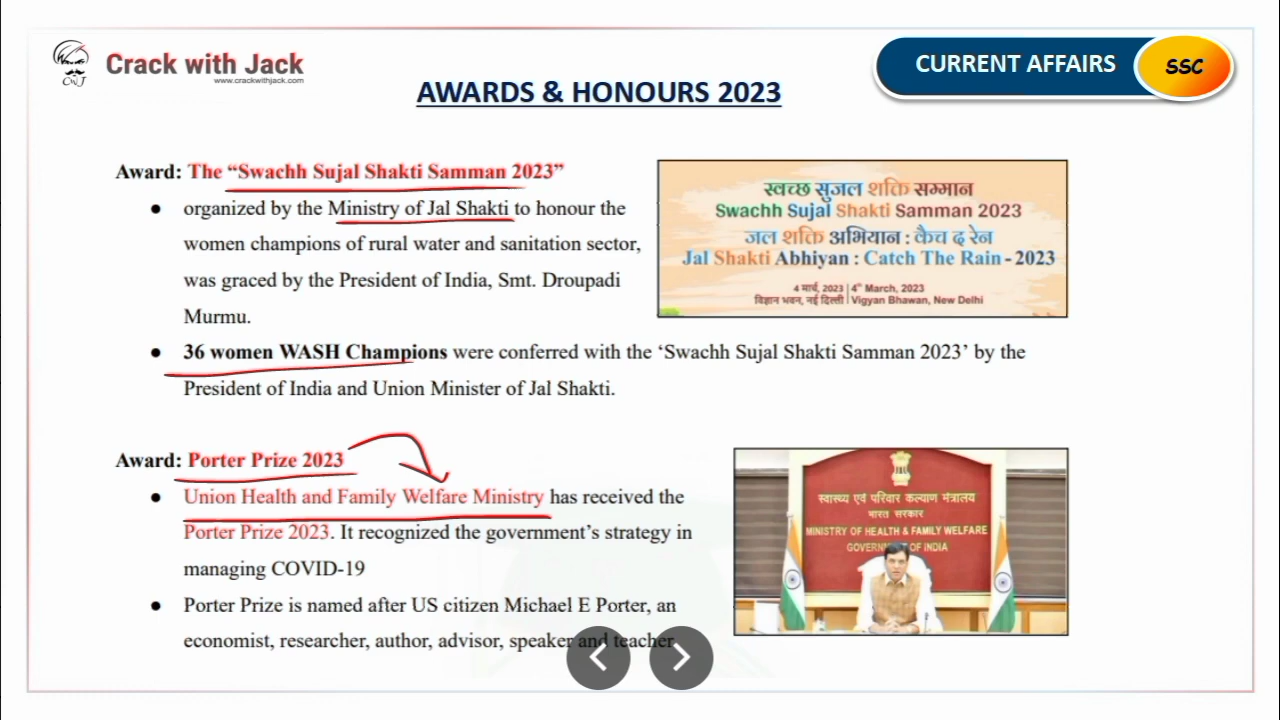 Crack with Jack
www.crackwithjack.com
CWJ
CURRENT AFFAIRS
SSC
AWARDS & HONOURS 2023
Award: The “Swachh Sujal Shakti Samman 2023”
● organized by the Ministry of Jal Shakti to honour the
women champions of rural water and sanitation sector,
was graced by the President of India, Smt. Droupadi
Murmu.
● 36 women WASH Champions were conferred with the ‘Swachh Sujal Shakti Samman 2023’ by the
President of India and Union Minister of Jal Shakti.
स्वच्छ सुजल शक्ति सम्मान
Swachh Sujal Shakti Samman 2023
जल शक्ति अभियान : कैच द रेन
Jal Shakti Abhiyan : Catch The Rain - 2023
4 मार्च, 2023 | 4th March, 2023
विज्ञान भवन, नई दिल्ली | Vigyan Bhawan, New Delhi
Award: Porter Prize 2023
● Union Health and Family Welfare Ministry has received the
Porter Prize 2023. It recognized the government’s strategy in
managing COVID-19
● Porter Prize is named after US citizen Michael E Porter, an
economist, researcher, author, advisor, speaker and teacher.
स्वास्थ्य एवं परिवार कल्याण मंत्रालय
भारत सरकार
MINISTRY OF HEALTH & FAMILY WELFARE
GOVERNMENT OF INDIA